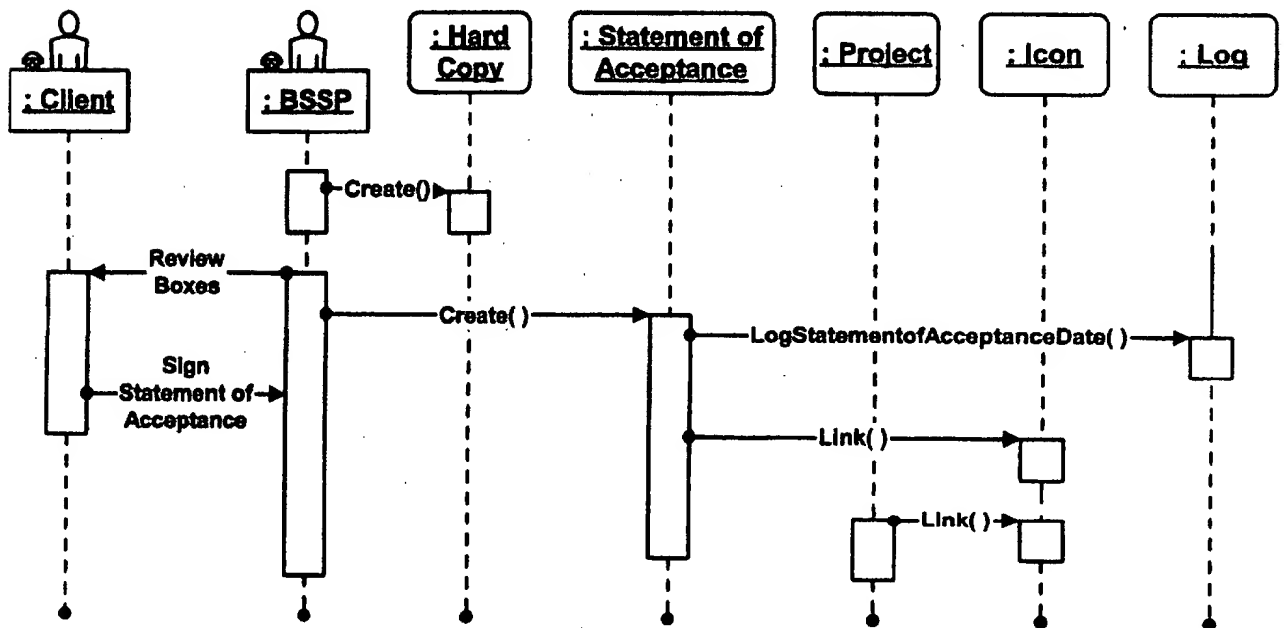 : Client
: BSSP
: Hard
Copy
: Statement of
Acceptance
: Project
: Icon
: Log
Create()
Review
Boxes
Create( )
LogStatementofAcceptanceDate( )
Sign
Statement of
Acceptance
Link( )
Link( )